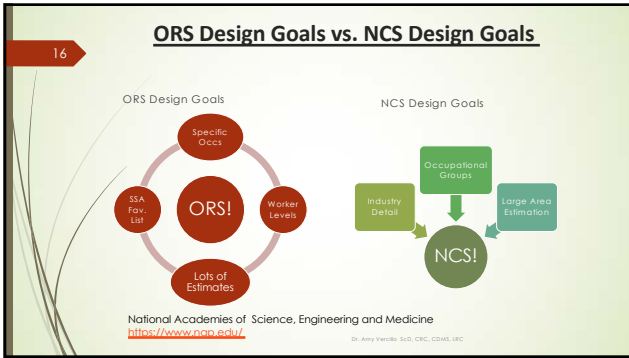 ORS Design Goals vs. NCS Design Goals
16
ORS Design Goals
Specific
Occs
SSA
Fav.
List
ORS!
Worker
Levels
Lots of
Estimates
NCS Design Goals
Occupational
Groups
Industry
Detail
Large Area
Estimation
NCS!
National Academies of Science, Engineering and Medicine
https://www.nap.edu/
Dr. Amy Vercillo ScD, CRC, CDMS, LRC